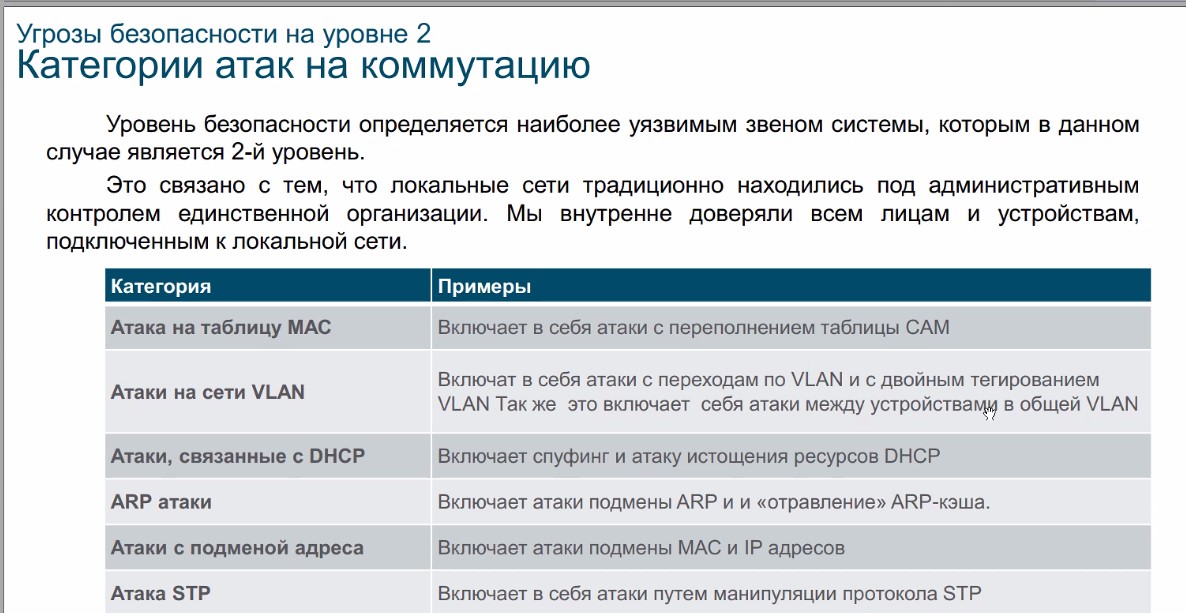 Угрозы безопасности на уровне 2
Категории атак на коммутацию
Уровень безопасности определяется наиболее уязвимым звеном системы, которым в данном
случае является 2-й уровень.
Это связано с тем, что локальные сети традиционно находились под административным
контролем единственной организации. Мы внутренне доверяли всем лицам и устройствам,
подключенным к локальной сети.
Категория Примеры
Атака на таблицу MAC Включает в себя атаки с переполнением таблицы CAM
Атаки на сети VLAN
Включат в себя атаки с переходам по VLAN и с двойным тегированием
VLAN Так же это включает себя атаки между устройствами в общей VLAN
Атаки, связанные с DHCP Включает спуфинг и атаку истощения ресурсов DHCP
ARP атаки Включает атаки подмены ARP и и «отравление» ARP-кэша.
Атаки с подменой адреса Включает атаки подмены MAC и IP адресов
Атака STP Включает в себя атаки путем манипуляции протокола STP